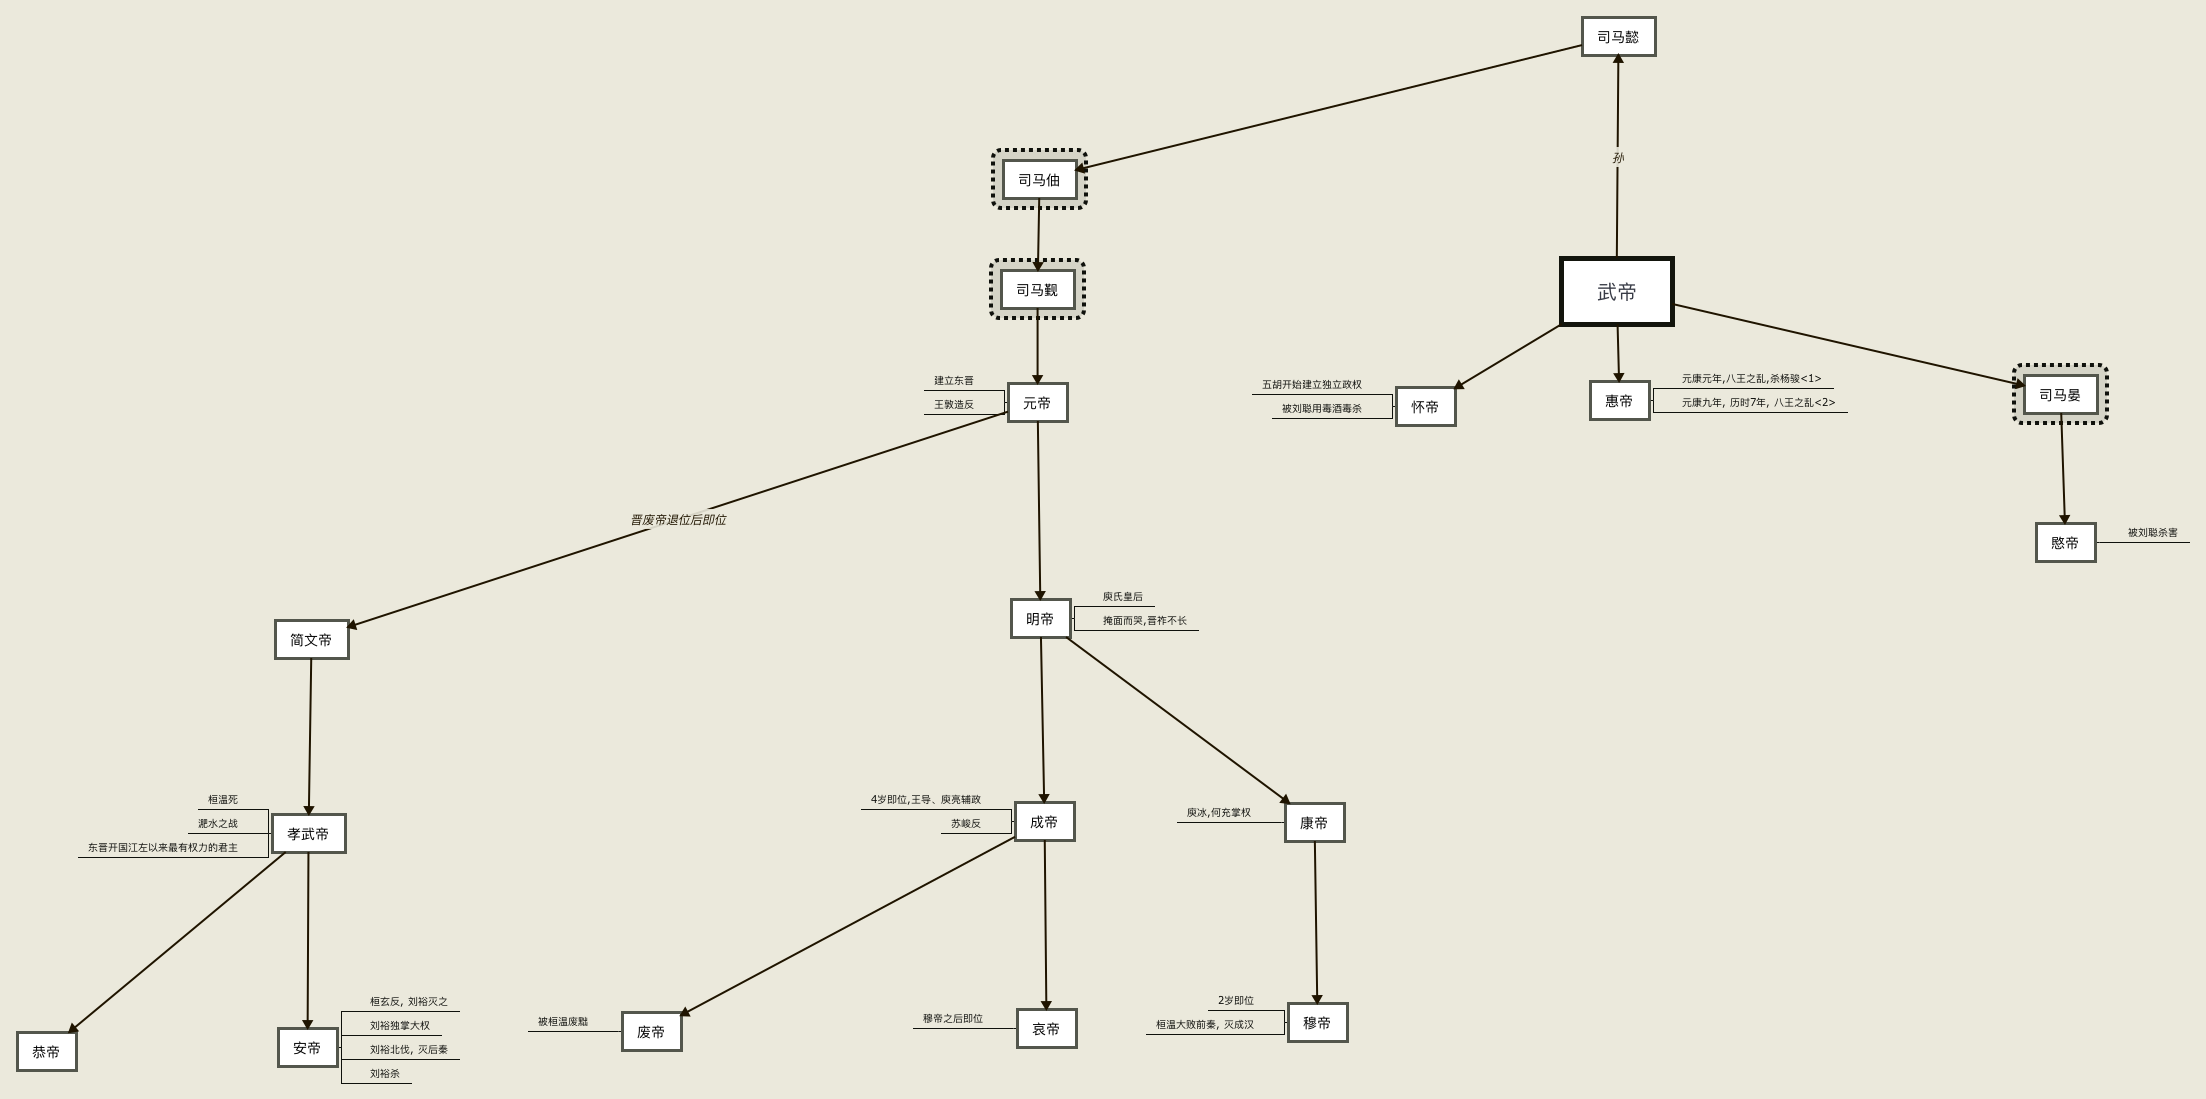 司马懿
孙
司马伷
司马觐
武帝
建立东晋
王敦造反
元帝
五胡开始建立独立政权
被刘聪用毒酒毒杀
怀帝
惠帝
元康元年,八王之乱,杀杨骏<1>
元康九年, 历时7年, 八王之乱<2>
司马晏
晋废帝退位后即位
愍帝
被刘聪杀害
简文帝
明帝
庾氏皇后
掩面而哭,晋祚不长
桓温死
淝水之战
东晋开国江左以来最有权力的君主
孝武帝
4岁即位,王导、庾亮辅政
苏峻反
成帝
庾冰,何充掌权
康帝
恭帝
安帝
桓玄反, 刘裕灭之
刘裕独掌大权
刘裕北伐, 灭后秦
刘裕杀
被桓温废黜
废帝
穆帝之后即位
哀帝
2岁即位
桓温大败前秦, 灭成汉
穆帝